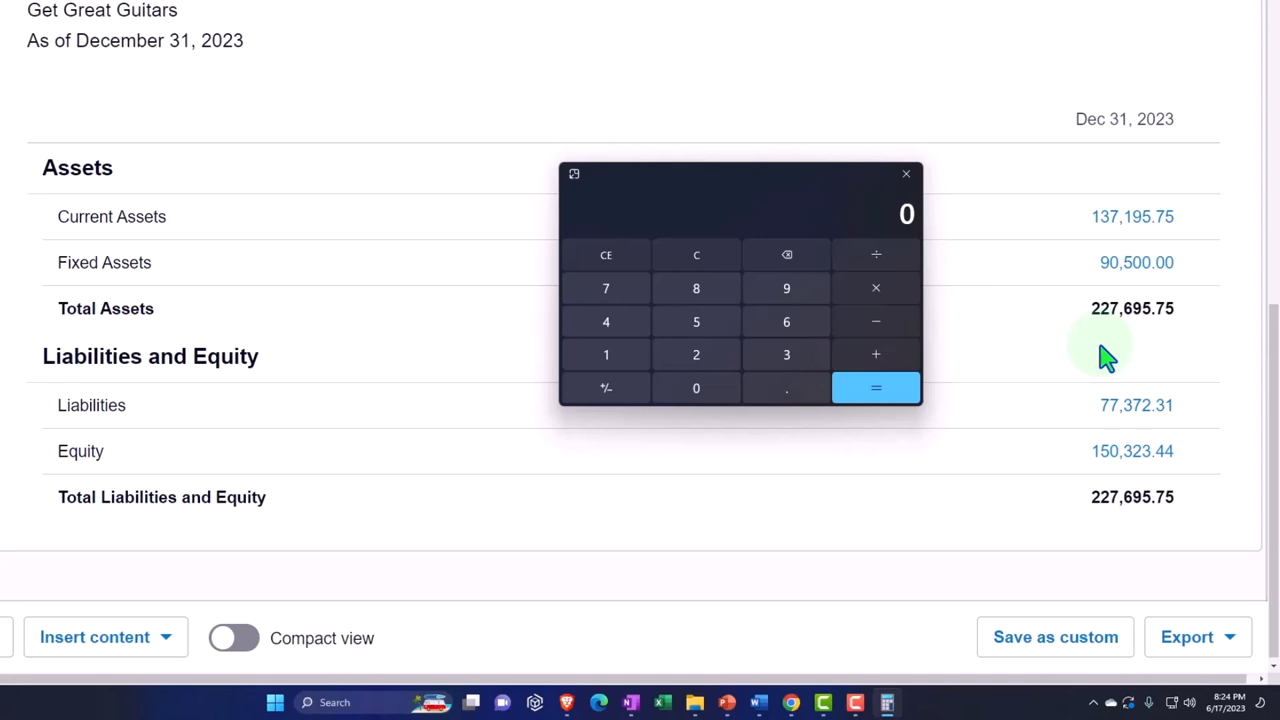 Get Great Guitars
As of December 31, 2023
Dec 31, 2023
Assets
Current Assets 137,195.75
Fixed Assets 90,500.00
Total Assets 227,695.75
Liabilities and Equity
Liabilities 77,372.31
Equity 150,323.44
Total Liabilities and Equity 227,695.75
0
CE C ÷
7 8 9 ×
4 5 6 −
1 2 3 +
+/− 0 . =
Insert content Compact view Save as custom Export
Search 8:24 PM
6/17/2023